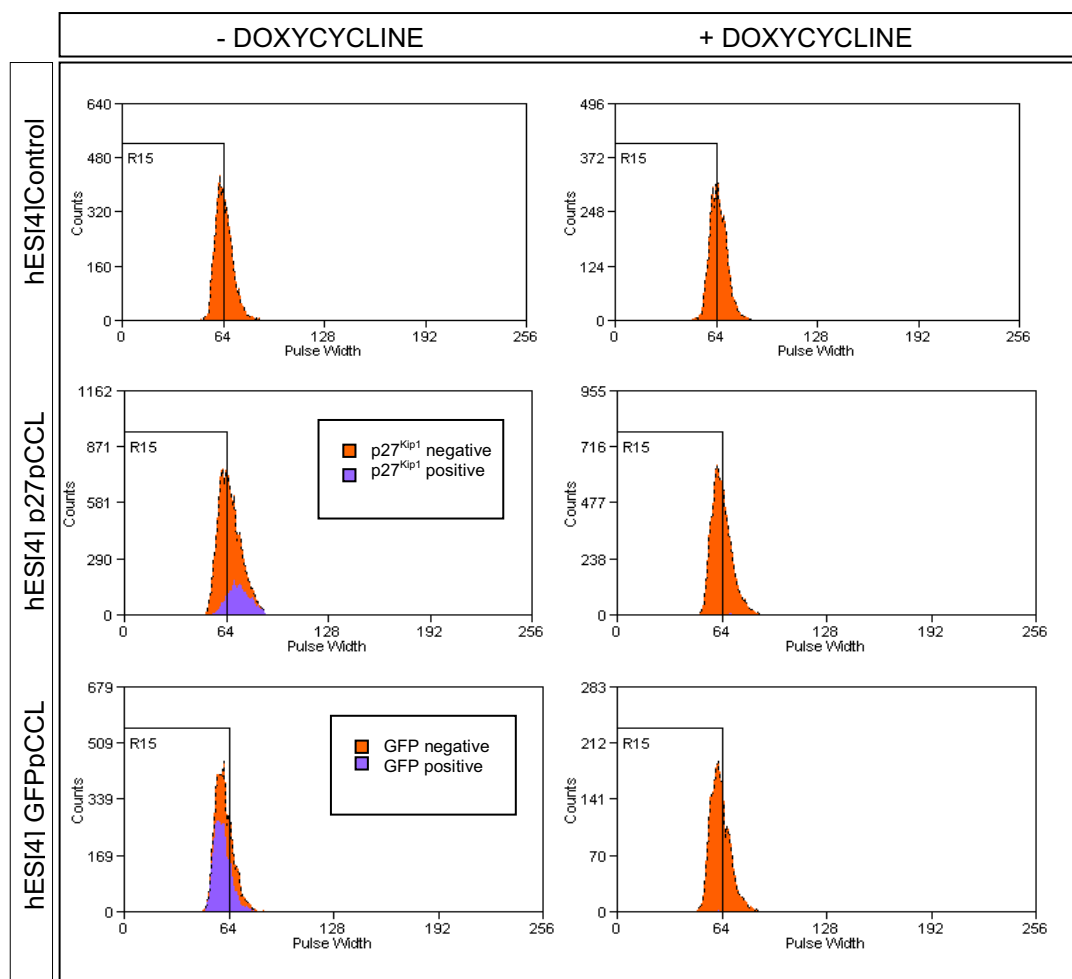 - DOXYCYCLINE
+ DOXYCYCLINE
hES[4]Control
640
480
320
160
0
Counts
R15
0 64 128 192 256
Pulse Width
496
372
248
124
0
Counts
R15
0 64 128 192 256
Pulse Width
hES[4] p27pCCL
1162
871
581
290
0
Counts
R15
p27Kip1 negative
p27Kip1 positive
0 64 128 192 256
Pulse Width
955
716
477
238
0
Counts
R15
0 64 128 192 256
Pulse Width
hES[4] GFPpCCL
679
509
339
169
0
Counts
R15
GFP negative
GFP positive
0 64 128 192 256
Pulse Width
283
212
141
70
0
Counts
R15
0 64 128 192 256
Pulse Width